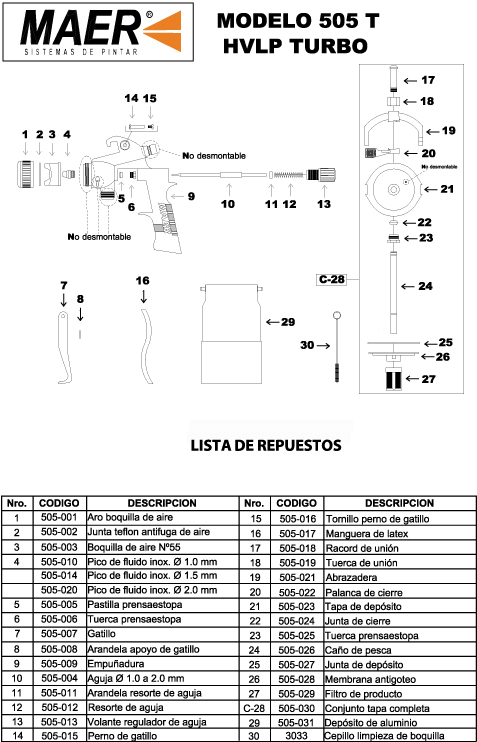 MAER®
SISTEMAS DE PINTAR
MODELO 505 T
HVLP TURBO
14 15
1 2 3 4
No desmontable
5
6
9
10
11 12
13
No desmontable
17
18
19
20
No desmontable
21
22
23
C-28
24
25
26
27
7
8
16
29
30
LISTA DE REPUESTOS
Nro. CODIGO DESCRIPCION Nro. CODIGO DESCRIPCION
1 505-001 Aro boquilla de aire 15 505-016 Tornillo perno de gatillo
2 505-002 Junta teflon antifuga de aire 16 505-017 Manguera de latex
3 505-003 Boquilla de aire Nº55 17 505-018 Racord de unión
4 505-010 Pico de fluido inox. Ø 1.0 mm 18 505-019 Tuerca de unión
505-014 Pico de fluido inox. Ø 1.5 mm 19 505-021 Abrazadera
505-020 Pico de fluido inox. Ø 2.0 mm 20 505-022 Palanca de cierre
5 505-005 Pastilla prensaestopa 21 505-023 Tapa de depósito
6 505-006 Tuerca prensaestopa 22 505-024 Junta de cierre
7 505-007 Gatillo 23 505-025 Tuerca prensaestopa
8 505-008 Arandela apoyo de gatillo 24 505-026 Caño de pesca
9 505-009 Empuñadura 25 505-027 Junta de depósito
10 505-004 Aguja Ø 1.0 a 2.0 mm 26 505-028 Membrana antigoteo
11 505-011 Arandela resorte de aguja 27 505-029 Filtro de producto
12 505-012 Resorte de aguja C-28 505-030 Conjunto tapa completa
13 505-013 Volante regulador de aguja 29 505-031 Depósito de aluminio
14 505-015 Perno de gatillo 30 3033 Cepillo limpieza de boquilla